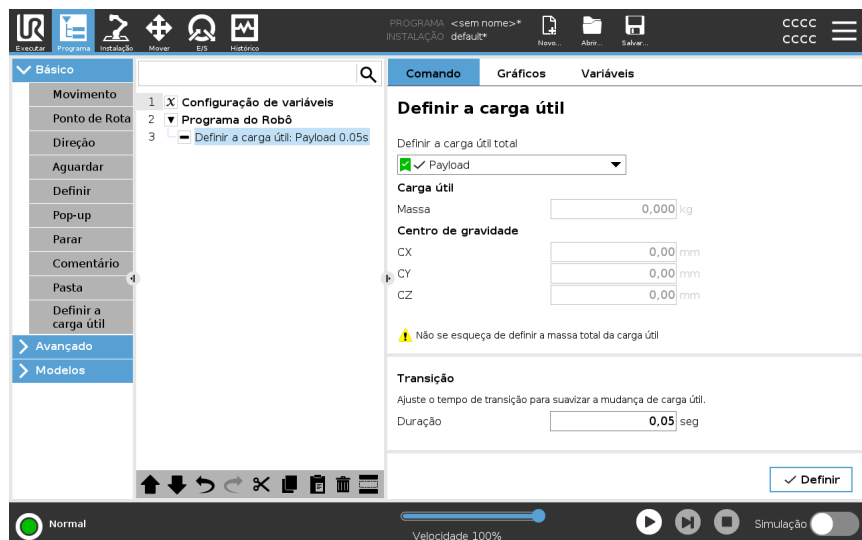 UR
Executar
Programa
Instalação
Mover
E/S
Histórico
PROGRAMA <sem nome>*
INSTALAÇÃO default*
Novo...
Abrir...
Salvar...
CCCC
CCCC
Básico
Movimento
Ponto de Rota
Direção
Aguardar
Definir
Pop-up
Parar
Comentário
Pasta
Definir a
carga útil
Avançado
Modelos
1 X Configuração de variáveis
2 Programa do Robô
3 Definir a carga útil: Payload 0.05s
Comando Gráficos Variáveis
Definir a carga útil
Definir a carga útil total
Payload
Carga útil
Massa 0,000 kg
Centro de gravidade
CX 0,00 mm
CY 0,00 mm
CZ 0,00 mm
Não se esqueça de definir a massa total da carga útil
Transição
Ajuste o tempo de transição para suavizar a mudança de carga útil.
Duração 0,05 seg
Definir
Normal
Velocidade 100%
Simulação